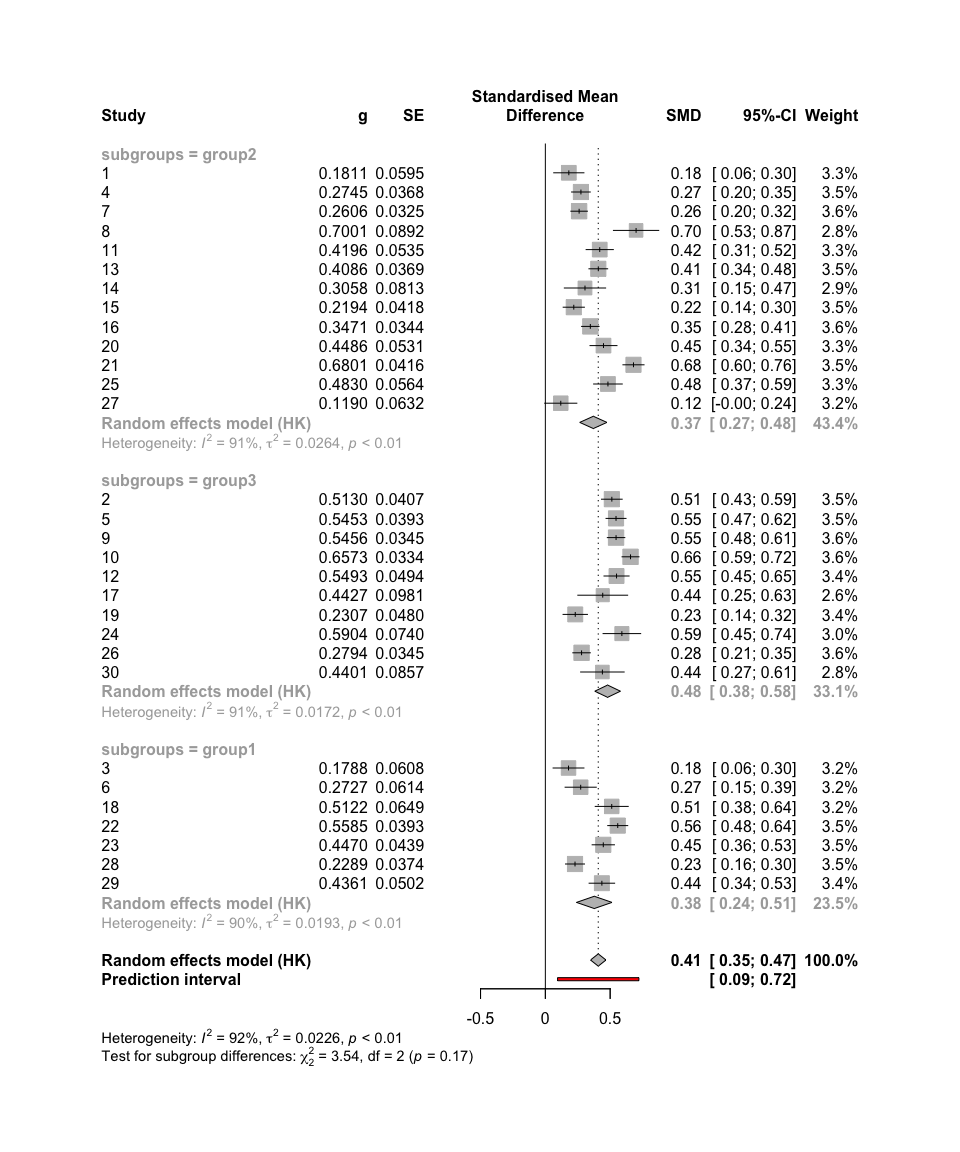 Standardised Mean
Study g SE Difference SMD 95%-CI Weight
subgroups = group2
1 0.1811 0.0595 0.18 [ 0.06; 0.30] 3.3%
4 0.2745 0.0368 0.27 [ 0.20; 0.35] 3.5%
7 0.2606 0.0325 0.26 [ 0.20; 0.32] 3.6%
8 0.7001 0.0892 0.70 [ 0.53; 0.87] 2.8%
11 0.4196 0.0535 0.42 [ 0.31; 0.52] 3.3%
13 0.4086 0.0369 0.41 [ 0.34; 0.48] 3.5%
14 0.3058 0.0813 0.31 [ 0.15; 0.47] 2.9%
15 0.2194 0.0418 0.22 [ 0.14; 0.30] 3.5%
16 0.3471 0.0344 0.35 [ 0.28; 0.41] 3.6%
20 0.4486 0.0531 0.45 [ 0.34; 0.55] 3.3%
21 0.6801 0.0416 0.68 [ 0.60; 0.76] 3.5%
25 0.4830 0.0564 0.48 [ 0.37; 0.59] 3.3%
27 0.1190 0.0632 0.12 [-0.00; 0.24] 3.2%
Random effects model (HK) 0.37 [ 0.27; 0.48] 43.4%
Heterogeneity: I² = 91%, τ² = 0.0264, p < 0.01
subgroups = group3
2 0.5130 0.0407 0.51 [ 0.43; 0.59] 3.5%
5 0.5453 0.0393 0.55 [ 0.47; 0.62] 3.5%
9 0.5456 0.0345 0.55 [ 0.48; 0.61] 3.6%
10 0.6573 0.0334 0.66 [ 0.59; 0.72] 3.6%
12 0.5493 0.0494 0.55 [ 0.45; 0.65] 3.4%
17 0.4427 0.0981 0.44 [ 0.25; 0.63] 2.6%
19 0.2307 0.0480 0.23 [ 0.14; 0.32] 3.4%
24 0.5904 0.0740 0.59 [ 0.45; 0.74] 3.0%
26 0.2794 0.0345 0.28 [ 0.21; 0.35] 3.6%
30 0.4401 0.0857 0.44 [ 0.27; 0.61] 2.8%
Random effects model (HK) 0.48 [ 0.38; 0.58] 33.1%
Heterogeneity: I² = 91%, τ² = 0.0172, p < 0.01
subgroups = group1
3 0.1788 0.0608 0.18 [ 0.06; 0.30] 3.2%
6 0.2727 0.0614 0.27 [ 0.15; 0.39] 3.2%
18 0.5122 0.0649 0.51 [ 0.38; 0.64] 3.2%
22 0.5585 0.0393 0.56 [ 0.48; 0.64] 3.5%
23 0.4470 0.0439 0.45 [ 0.36; 0.53] 3.5%
28 0.2289 0.0374 0.23 [ 0.16; 0.30] 3.5%
29 0.4361 0.0502 0.44 [ 0.34; 0.53] 3.4%
Random effects model (HK) 0.38 [ 0.24; 0.51] 23.5%
Heterogeneity: I² = 90%, τ² = 0.0193, p < 0.01
Random effects model (HK) 0.41 [ 0.35; 0.47] 100.0%
Prediction interval [ 0.09; 0.72]
-0.5 0 0.5
Heterogeneity: I² = 92%, τ² = 0.0226, p < 0.01
Test for subgroup differences: χ²₂ = 3.54, df = 2 (p = 0.17)